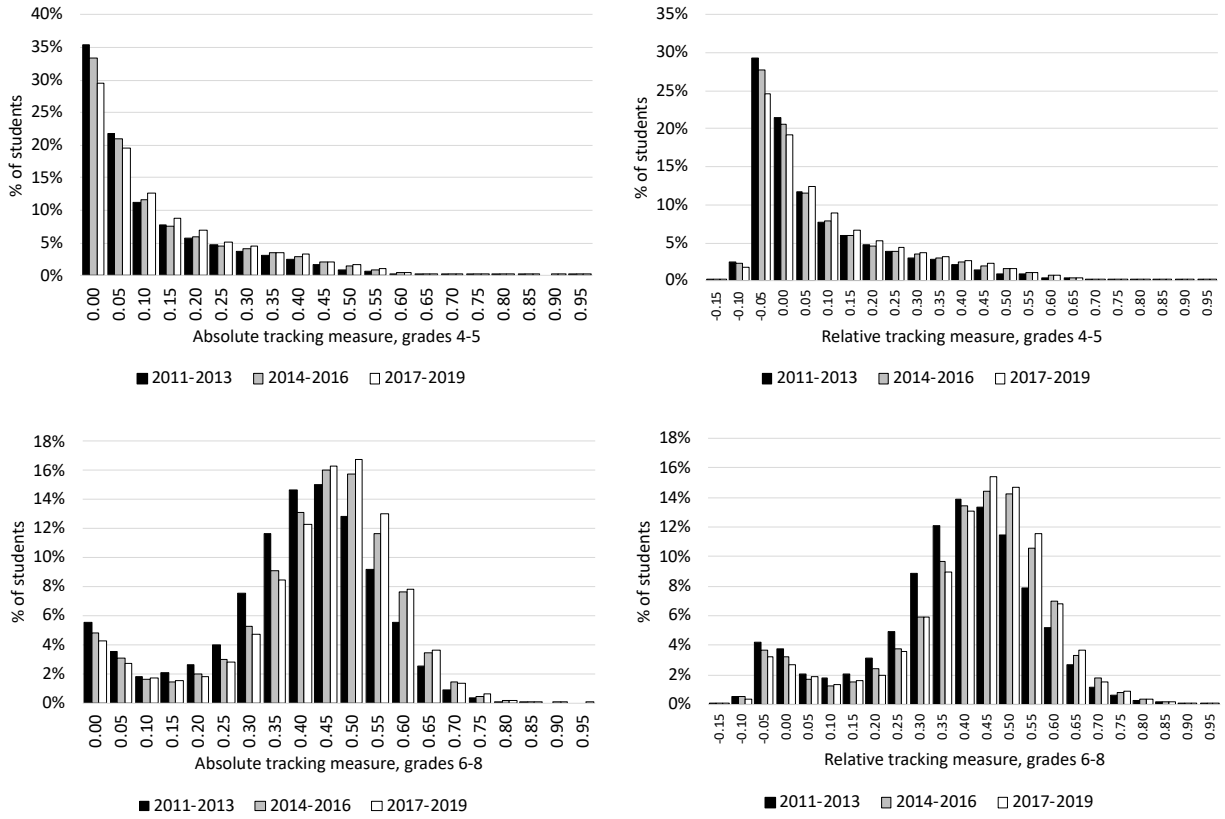 40%
35%
30%
25%
20%
15%
10%
5%
0%
% of students
0.00 0.05 0.10 0.15 0.20 0.25 0.30 0.35 0.40 0.45 0.50 0.55 0.60 0.65 0.70 0.75 0.80 0.85 0.90 0.95
Absolute tracking measure, grades 4-5
2011-2013 2014-2016 2017-2019
35%
30%
25%
20%
15%
10%
5%
0%
% of students
-0.15 -0.10 -0.05 0.00 0.05 0.10 0.15 0.20 0.25 0.30 0.35 0.40 0.45 0.50 0.55 0.60 0.65 0.70 0.75 0.80 0.85 0.90 0.95
Relative tracking measure, grades 4-5
2011-2013 2014-2016 2017-2019
18%
16%
14%
12%
10%
8%
6%
4%
2%
0%
% of students
0.00 0.05 0.10 0.15 0.20 0.25 0.30 0.35 0.40 0.45 0.50 0.55 0.60 0.65 0.70 0.75 0.80 0.85 0.90 0.95
Absolute tracking measure, grades 6-8
2011-2013 2014-2016 2017-2019
18%
16%
14%
12%
10%
8%
6%
4%
2%
0%
% of students
-0.15 -0.10 -0.05 0.00 0.05 0.10 0.15 0.20 0.25 0.30 0.35 0.40 0.45 0.50 0.55 0.60 0.65 0.70 0.75 0.80 0.85 0.90 0.95
Relative tracking measure, grades 6-8
2011-2013 2014-2016 2017-2019